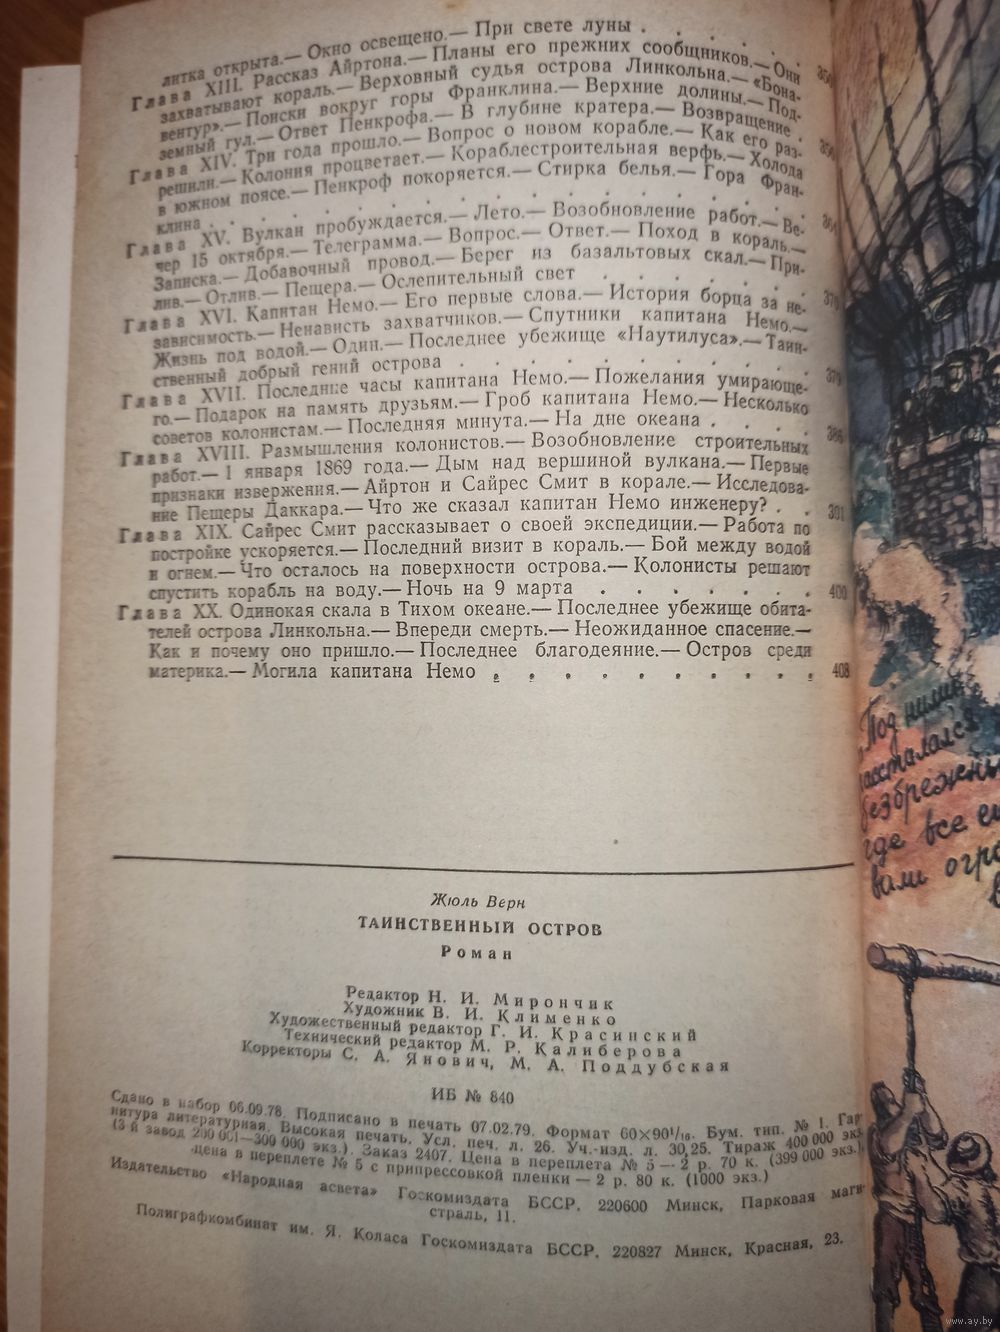 литка открыта.— Окно освещено.— При свете луны . . . . .
Глава XIII. Рассказ Айртона.— Планы его прежних сообщников.— Они
захватывают кораль.— Верховный судья острова Линкольна.— «Бона-
вентур».— Поиски вокруг горы Франклина.— Верхние долины.— Под-
земный гул.— Ответ Пенкрофа.— В глубине кратера.— Возвращение .
Глава XIV. Три года прошло.— Вопрос о новом корабле.— Как его раз-
решили.— Колония процветает.— Кораблестроительная верфь.— Холода
в южном поясе.— Пенкроф покоряется.— Стирка белья.— Гора Фран-
клина . . . . . . . . . . . . .
Глава XV. Вулкан пробуждается.— Лето.— Возобновление работ.— Ве-
чер 15 октября.— Телеграмма.— Вопрос.— Ответ.— Поход в кораль.—
Записка.— Добавочный провод.— Берег из базальтовых скал.— При-
лив.— Отлив.— Пещера.— Ослепительный свет . . . . . .
Глава XVI. Капитан Немо.— Его первые слова.— История борца за не-
зависимость.— Ненависть захватчиков.— Спутники капитана Немо.—
Жизнь под водой.— Один.— Последнее убежище «Наутилуса».— Таин-
ственный добрый гений острова . . . . . . . . . 379
Глава XVII. Последние часы капитана Немо.— Пожелания умирающе-
го.— Подарок на память друзьям.— Гроб капитана Немо.— Несколько
советов колонистам.— Последняя минута.— На дне океана . . . . 386
Глава XVIII. Размышления колонистов.— Возобновление строительных
работ.— 1 января 1869 года.— Дым над вершиной вулкана.— Первые
признаки извержения.— Айртон и Сайрес Смит в корале.— Исследова-
ние Пещеры Даккара.— Что же сказал капитан Немо инженеру? . . 391
Глава XIX. Сайрес Смит рассказывает о своей экспедиции.— Работа по
постройке ускоряется.— Последний визит в кораль.— Бой между водой
и огнем.— Что осталось на поверхности острова.— Колонисты решают
спустить корабль на воду.— Ночь на 9 марта . . . . . . . 400
Глава XX. Одинокая скала в Тихом океане.— Последнее убежище обита-
телей острова Линкольна.— Впереди смерть.— Неожиданное спасение.—
Как и почему оно пришло.— Последнее благодеяние.— Остров среди
материка.— Могила капитана Немо . . . . . . . . . . 408
Жюль Верн
ТАИНСТВЕННЫЙ ОСТРОВ
Роман
Редактор Н. И. Мирончик
Художник В. И. Клименко
Художественный редактор Г. И. Красинский
Технический редактор М. Р. Калиберова
Корректоры С. А. Янович, М. А. Поддубская
ИБ № 840
Сдано в набор 06.09.78. Подписано в печать 07.02.79. Формат 60×90¹/₁₆. Бум. тип. № 1. Гар-
нитура литературная. Высокая печать. Усл. печ. л. 26. Уч.-изд. л. 30,25. Тираж 400 000 экз.
(3-й завод 200 001—300 000 экз.). Заказ 2407. Цена в переплете № 5 — 2 р. 70 к. (399 000 экз.),
цена в переплете № 5 с припрессовкой пленки — 2 р. 80 к. (1000 экз.)
Издательство «Народная асвета» Госкомиздата БССР. 220600 Минск, Парковая маги-
страль, 11.
Полиграфкомбинат им. Я. Коласа Госкомиздата БССР. 220827 Минск, Красная, 23.
Под ними
расстилался
безбрежный
где все
вали
www.ay.by